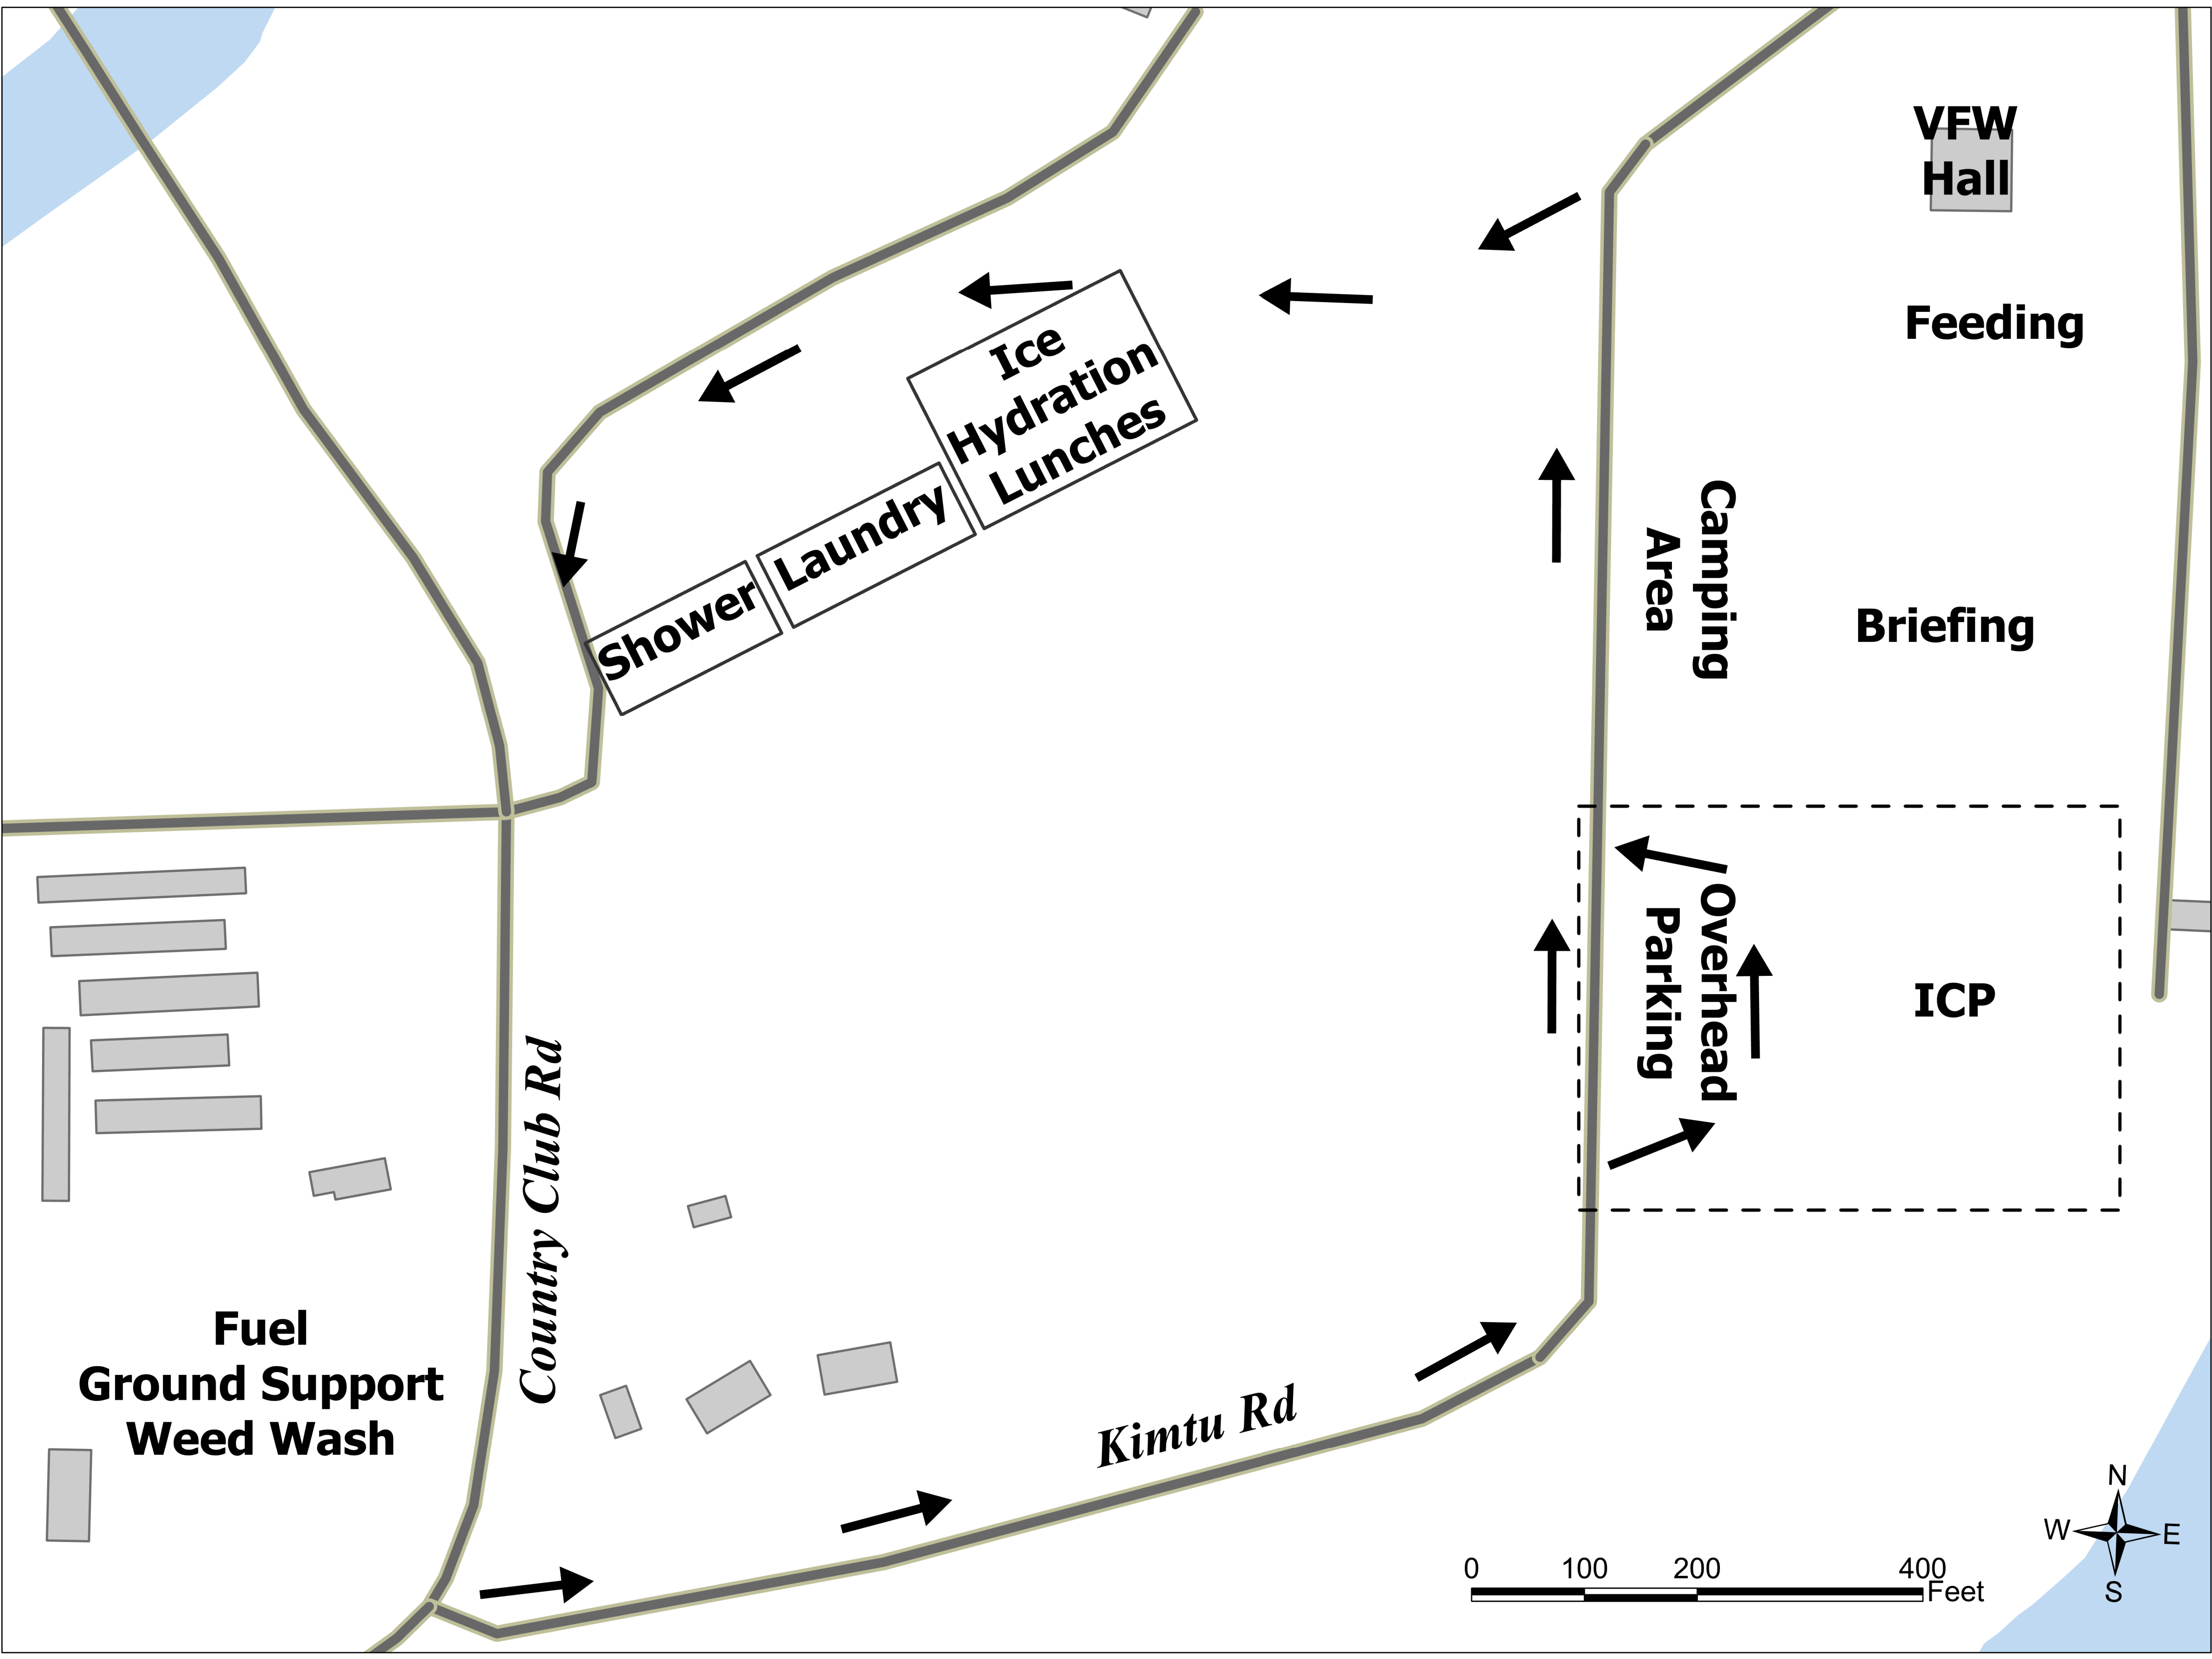 VFW
Hall
Feeding
Ice
Hydration
Lunches
Laundry
Shower
Camping
Area
Briefing
Overhead
Parking
ICP
Country Club Rd
Fuel
Ground Support
Weed Wash
Kimtu Rd
N
W E
S
0 100 200 400
Feet